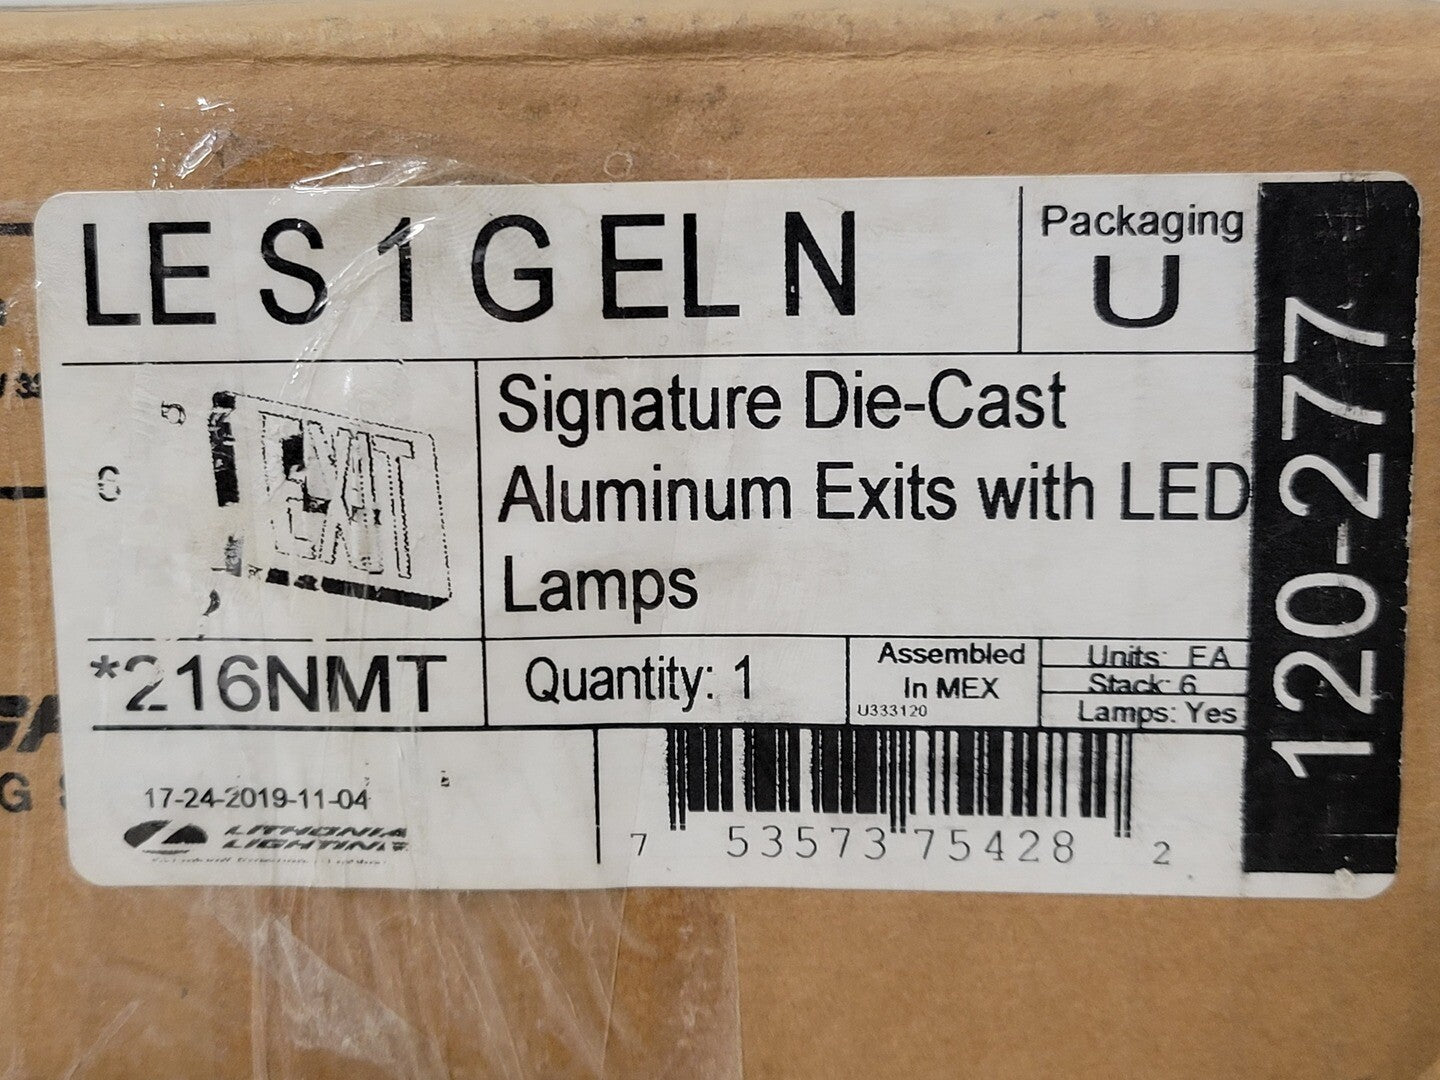 LE S 1 G EL N
Packaging
U
120-277
EXIT
Signature Die-Cast
Aluminum Exits with LED
Lamps
*216NMT
Quantity: 1
Assembled
In MEX
U333120
Units: EA
Stack: 6
Lamps: Yes
17-24-2019-11-04
LITHONIA
LIGHTING
7 53573 75428 2